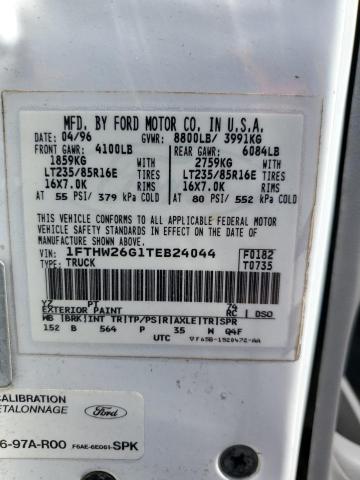 MFD. BY FORD MOTOR CO. IN U.S.A.
DATE: 04/96 GVWR: 8800LB/ 3991KG
FRONT GAWR: 4100LB REAR GAWR: 6084LB
1859KG WITH 2759KG WITH
LT235/85R16E TIRES LT235/85R16E TIRES
16X7.0K RIMS 16X7.0K RIMS
AT 55 PSI/ 379 kPa COLD AT 80 PSI/ 552 kPa COLD
THIS VEHICLE CONFORMS TO ALL APPLICABLE FEDERAL MOTOR
VEHICLE SAFETY STANDARDS IN EFFECT ON THE DATE OF
MANUFACTURE SHOWN ABOVE.
VIN: 1FTHW26G1TEB24044 F0182
TYPE: TRUCK T0735
YZ PT 74
EXTERIOR PAINT RC DSO
WB BRK INT TR TP/PS R AXLE TR SPR
152 B 564 P 35 W Q4F
UTC
CALIBRATION
ETALONNAGE
Ford
6-97A-R00 F6AE-6E061-SPK